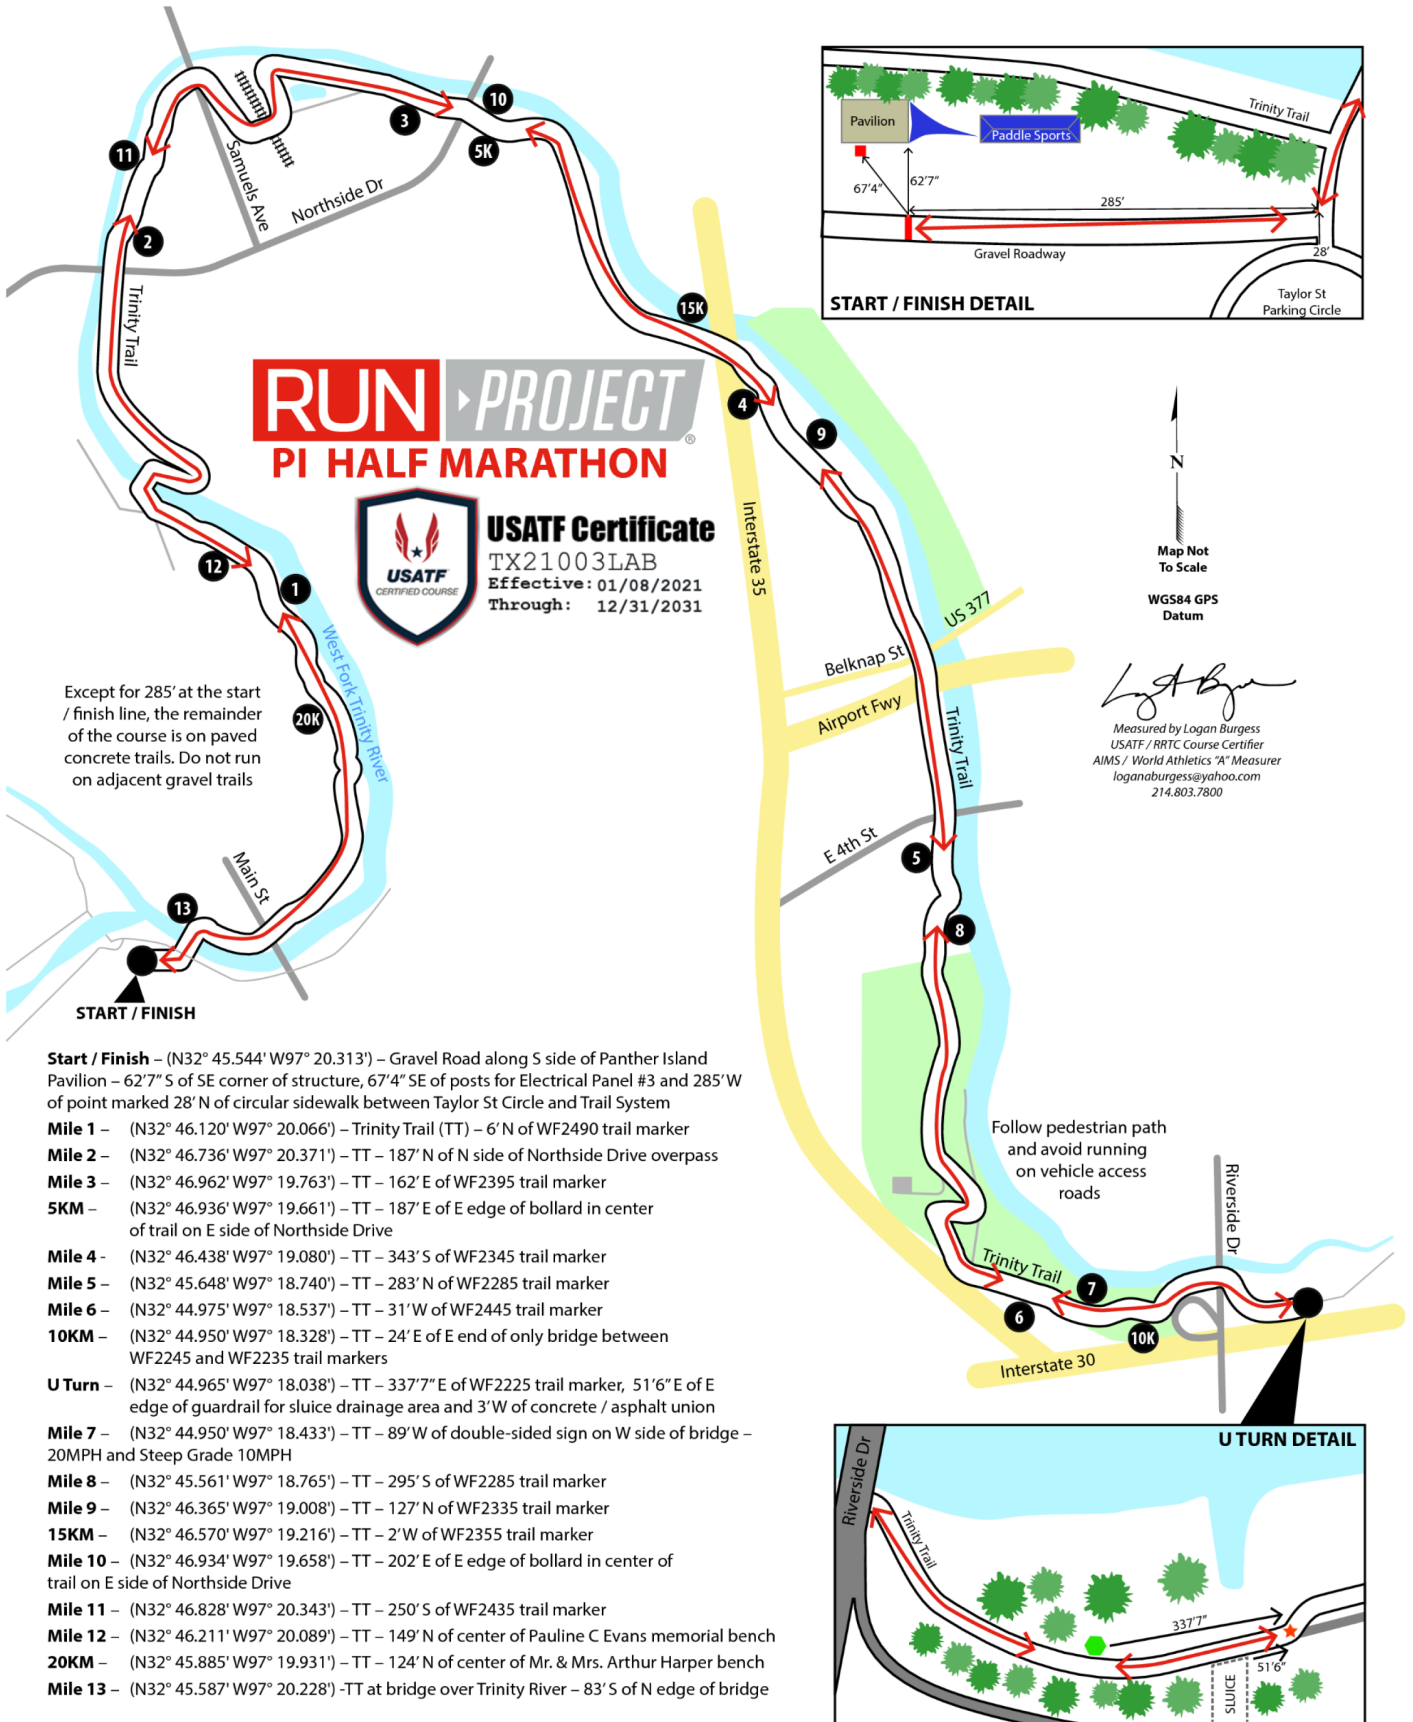 10
3
5K
11
2
Samuels Ave
Northside Dr
Trinity Trail
15K
4
9
RUN PROJECT®
PI HALF MARATHON
USATF
CERTIFIED COURSE
USATF Certificate
TX21003LAB
Effective: 01/08/2021
Through: 12/31/2031
Interstate 35
12
1
West Fork Trinity River
20K
Except for 285' at the start
/ finish line, the remainder
of the course is on paved
concrete trails. Do not run
on adjacent gravel trails
Main St
13
START / FINISH
Pavilion
Paddle Sports
Trinity Trail
67'4"
62'7"
285'
Gravel Roadway
28'
START / FINISH DETAIL
Taylor St
Parking Circle
N
Map Not
To Scale
WGS84 GPS
Datum
Measured by Logan Burgess
USATF / RRTC Course Certifier
AIMS / World Athletics "A" Measurer
loganaburgess@yahoo.com
214.803.7800
US 377
Belknap St
Airport Fwy
Trinity Trail
E 4th St
5
8
Follow pedestrian path
and avoid running
on vehicle access
roads
Riverside Dr
Trinity Trail
7
6
10K
Interstate 30
Start / Finish – (N32° 45.544' W97° 20.313') – Gravel Road along S side of Panther Island
Pavilion – 62'7" S of SE corner of structure, 67'4" SE of posts for Electrical Panel #3 and 285' W
of point marked 28' N of circular sidewalk between Taylor St Circle and Trail System
Mile 1 – (N32° 46.120' W97° 20.066') – Trinity Trail (TT) – 6' N of WF2490 trail marker
Mile 2 – (N32° 46.736' W97° 20.371') – TT – 187' N of N side of Northside Drive overpass
Mile 3 – (N32° 46.962' W97° 19.763') – TT – 162' E of WF2395 trail marker
5KM – (N32° 46.936' W97° 19.661') – TT – 187' E of E edge of bollard in center
of trail on E side of Northside Drive
Mile 4 - (N32° 46.438' W97° 19.080') – TT – 343' S of WF2345 trail marker
Mile 5 – (N32° 45.648' W97° 18.740') – TT – 283' N of WF2285 trail marker
Mile 6 – (N32° 44.975' W97° 18.537') – TT – 31' W of WF2445 trail marker
10KM – (N32° 44.950' W97° 18.328') – TT – 24' E of E end of only bridge between
WF2245 and WF2235 trail markers
U Turn – (N32° 44.965' W97° 18.038') – TT – 337'7" E of WF2225 trail marker, 51'6" E of E
edge of guardrail for sluice drainage area and 3' W of concrete / asphalt union
Mile 7 – (N32° 44.950' W97° 18.433') – TT – 89' W of double-sided sign on W side of bridge –
20MPH and Steep Grade 10MPH
Mile 8 – (N32° 45.561' W97° 18.765') – TT – 295' S of WF2285 trail marker
Mile 9 – (N32° 46.365' W97° 19.008') – TT – 127' N of WF2335 trail marker
15KM – (N32° 46.570' W97° 19.216') – TT – 2' W of WF2355 trail marker
Mile 10 – (N32° 46.934' W97° 19.658') – TT – 202' E of E edge of bollard in center of
trail on E side of Northside Drive
Mile 11 – (N32° 46.828' W97° 20.343') – TT – 250' S of WF2435 trail marker
Mile 12 – (N32° 46.211' W97° 20.089') – TT – 149' N of center of Pauline C Evans memorial bench
20KM – (N32° 45.885' W97° 19.931') – TT – 124' N of center of Mr. & Mrs. Arthur Harper bench
Mile 13 – (N32° 45.587' W97° 20.228') -TT at bridge over Trinity River – 83' S of N edge of bridge
U TURN DETAIL
Riverside Dr
Trinity Trail
337'7"
51'6"
SLUICE